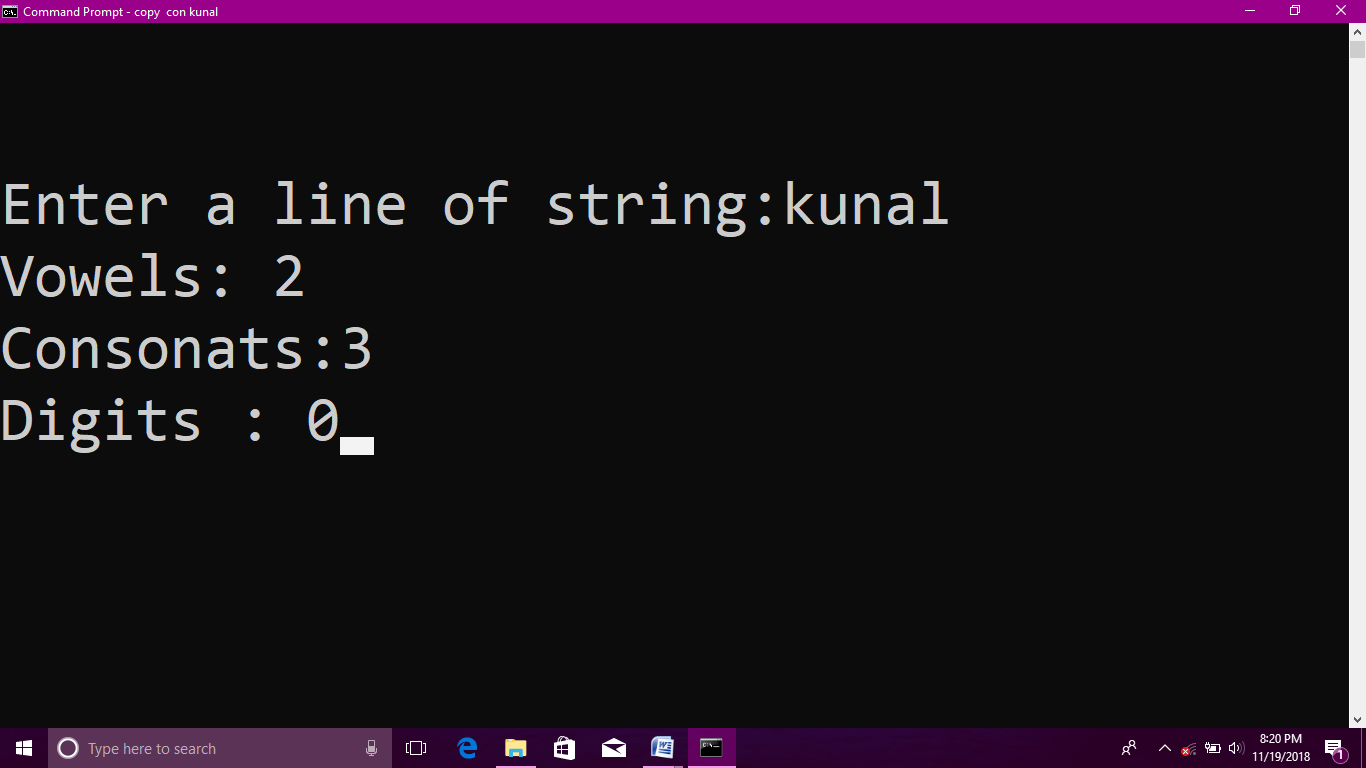 Command Prompt - copy  con kunal
Enter a line of string:kunal
Vowels: 2
Consonats:3
Digits : 0
Type here to search
8:20 PM
11/19/2018
1